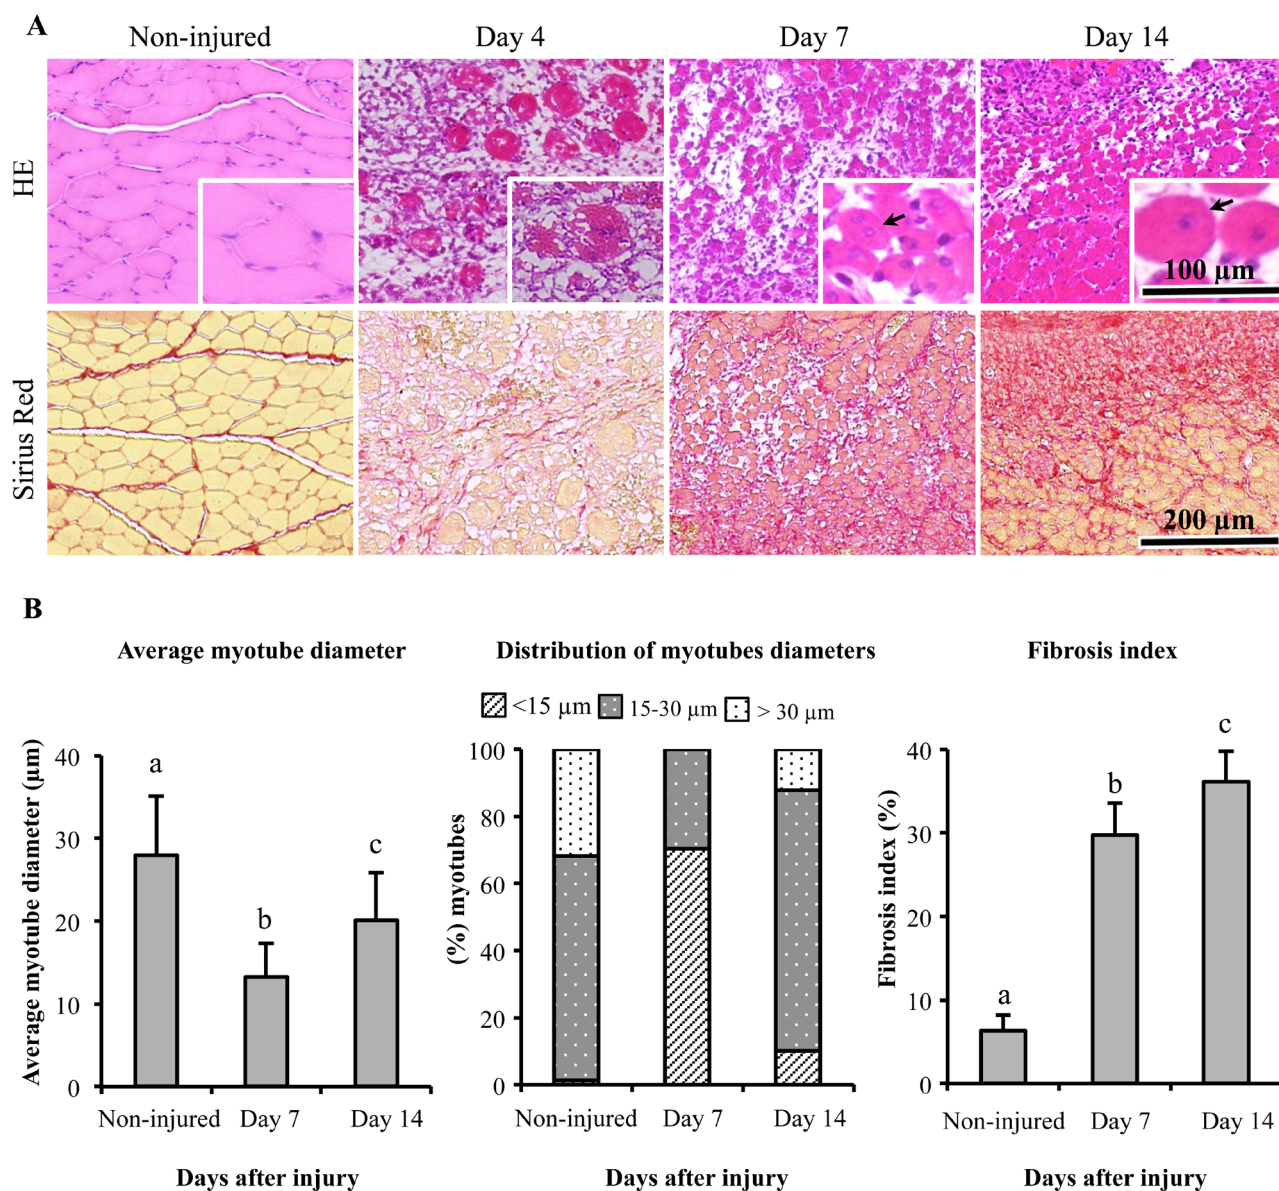 A
Non-injured Day 4 Day 7 Day 14
HE
100 µm
Sirius Red
200 µm
B
Average myotube diameter
Distribution of myotubes diameters
Fibrosis index
<15 µm 15-30 µm > 30 µm
Average myotube diameter (µm)
40
30
20
10
0
a
b
c
Non-injured Day 7 Day 14
Days after injury
(%) myotubes
100
80
60
40
20
0
Non-injured Day 7 Day 14
Days after injury
Fibrosis index (%)
40
30
20
10
0
a
b
c
Non-injured Day 7 Day 14
Days after injury